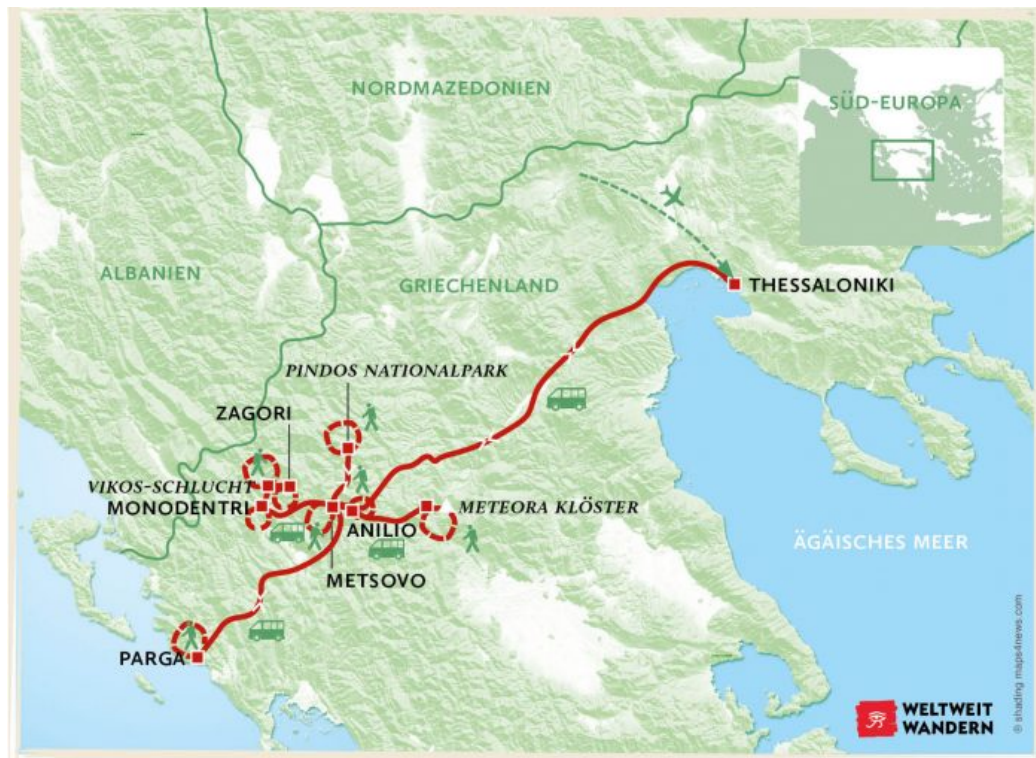 NORDMAZEDONIEN
SÜD-EUROPA
ALBANIEN
GRIECHENLAND
THESSALONIKI
PINDOS NATIONALPARK
ZAGORI
VIKOS-SCHLUCHT
MONODENTRI
METEORA KLÖSTER
ANILIO
ÄGÄISCHES MEER
METSOVO
PARGA
WELTWEIT
WANDERN
© shading maps4news.com